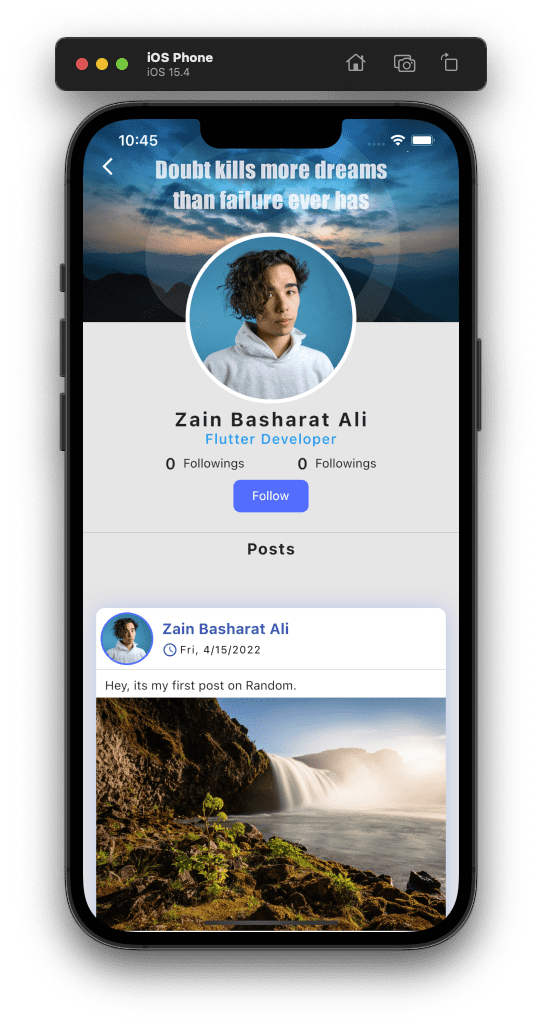 iOS Phone
iOS 15.4
10:45
Doubt kills more dreams
than failure ever has
Zain Basharat Ali
Flutter Developer
0 Followings 0 Followings
Follow
Posts
Zain Basharat Ali
Fri, 4/15/2022
Hey, its my first post on Random.